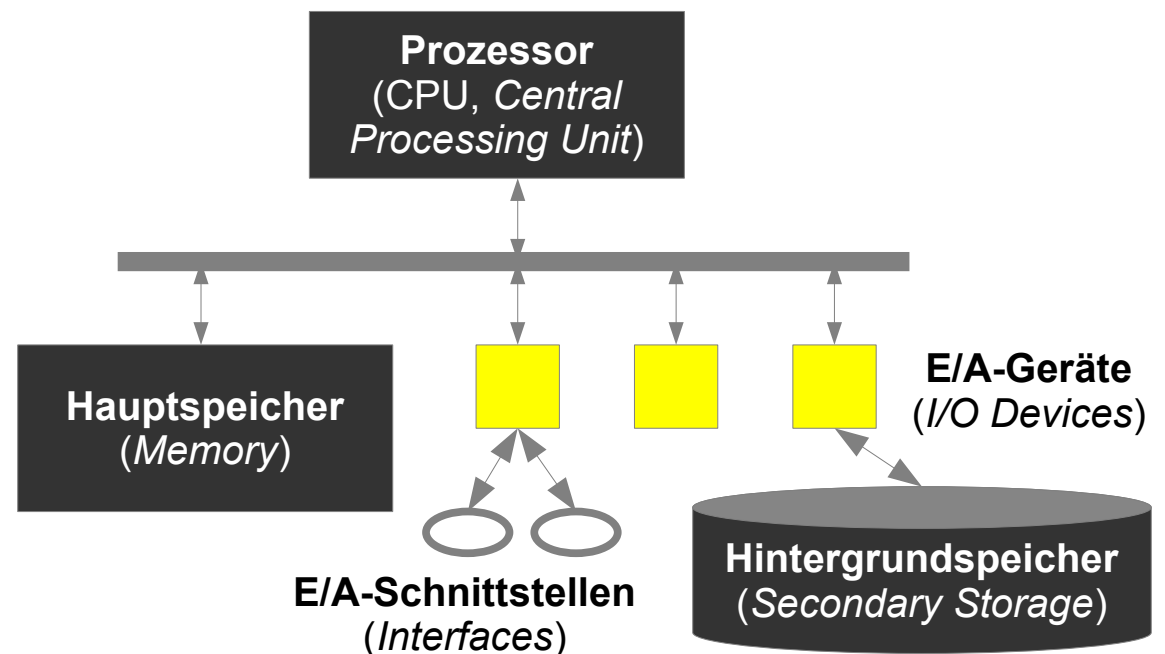 Prozessor
(CPU, Central
Processing Unit)
Hauptspeicher
(Memory)
E/A-Geräte
(I/O Devices)
E/A-Schnittstellen
(Interfaces)
Hintergrundspeicher
(Secondary Storage)